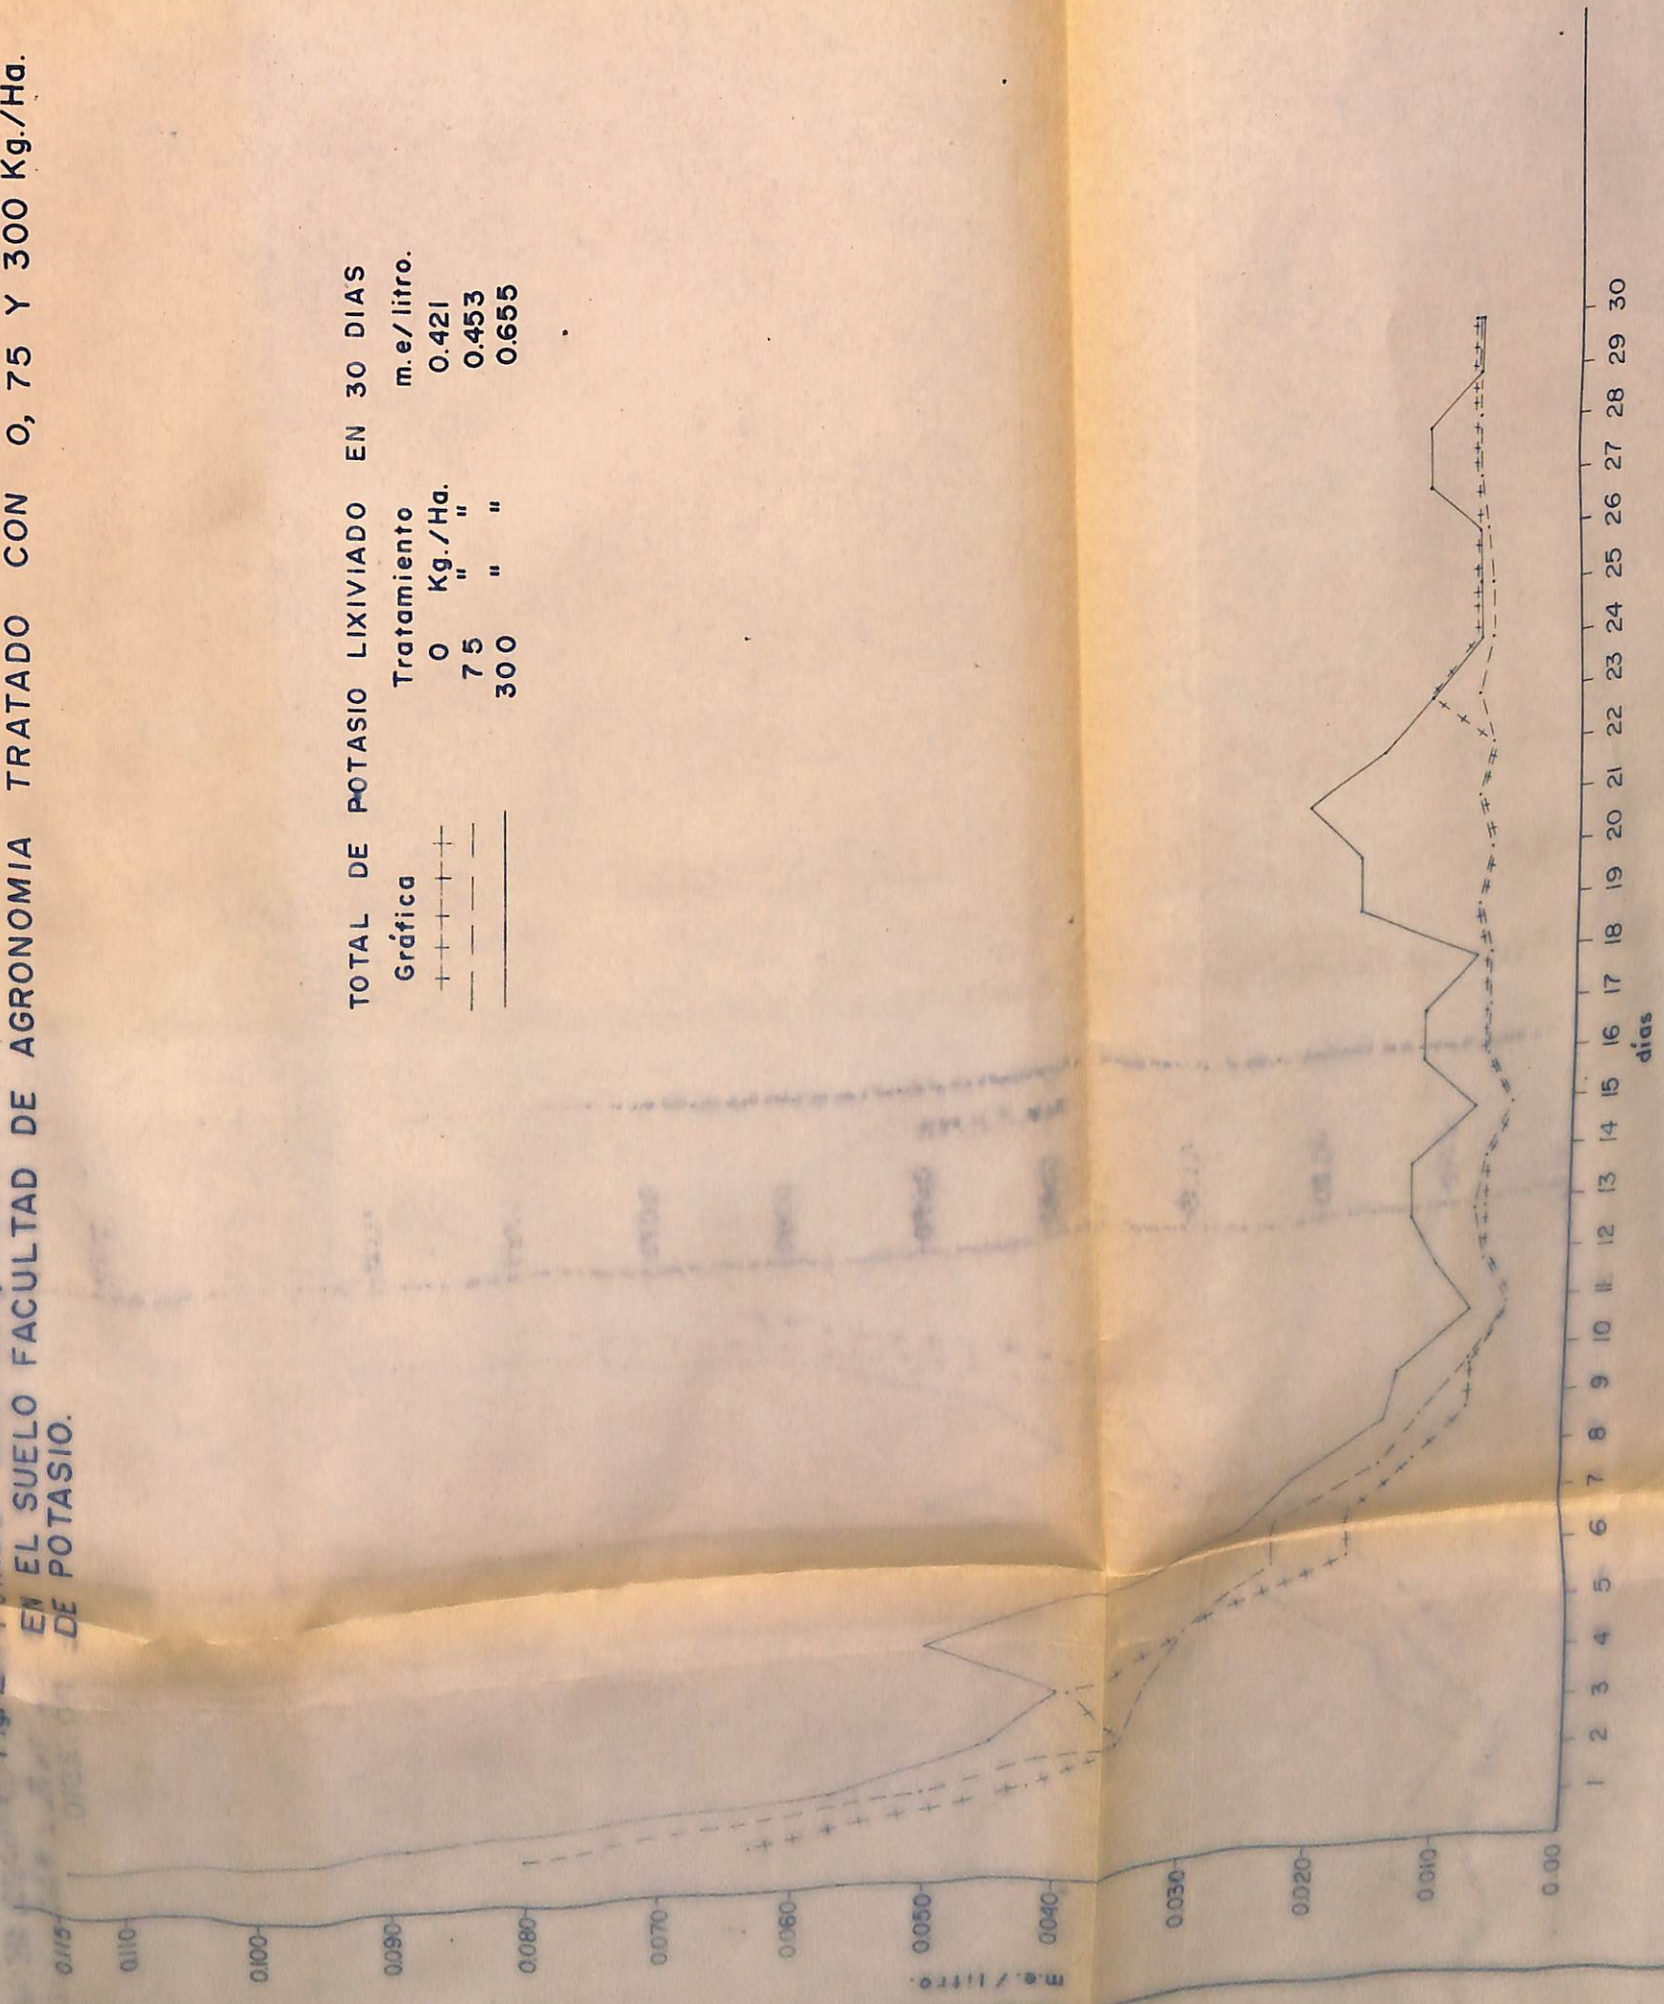 EN EL SUELO FACULTAD DE AGRONOMIA TRATADO CON 0, 75 Y 300 Kg./Ha.
DE POTASIO.
TOTAL DE POTASIO LIXIVIADO EN 30 DIAS
Gráfica Tratamiento m.e/litro.
0 Kg./Ha. 0.421
75 " " 0.453
300 " " 0.655
0.115
0.110
0.100
0.090
0.080
0.070
0.060
0.050
0.040
0.030
0.020
0.010
0.00
m.e./litro.
1 2 3 4 5 6 7 8 9 10 11 12 13 14 15 16 17 18 19 20 21 22 23 24 25 26 27 28 29 30
días